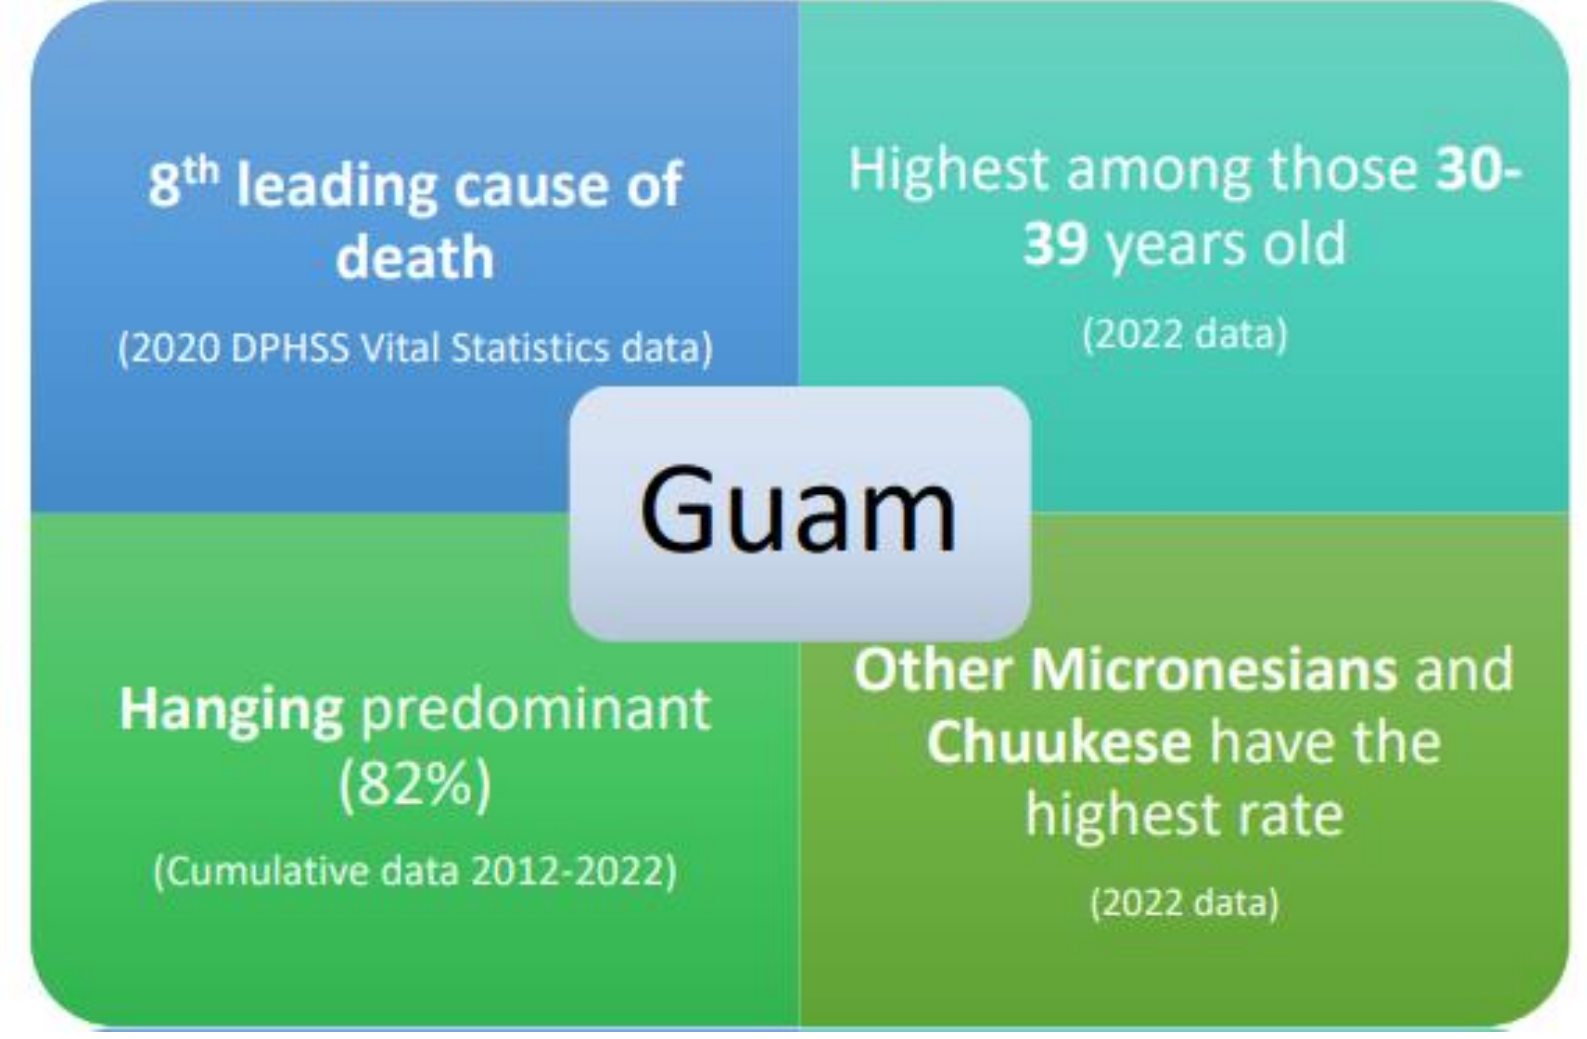 8th leading cause of
death
(2020 DPHSS Vital Statistics data)
Highest among those 30-
39 years old
(2022 data)
Guam
Hanging predominant
(82%)
(Cumulative data 2012-2022)
Other Micronesians and
Chuukese have the
highest rate
(2022 data)